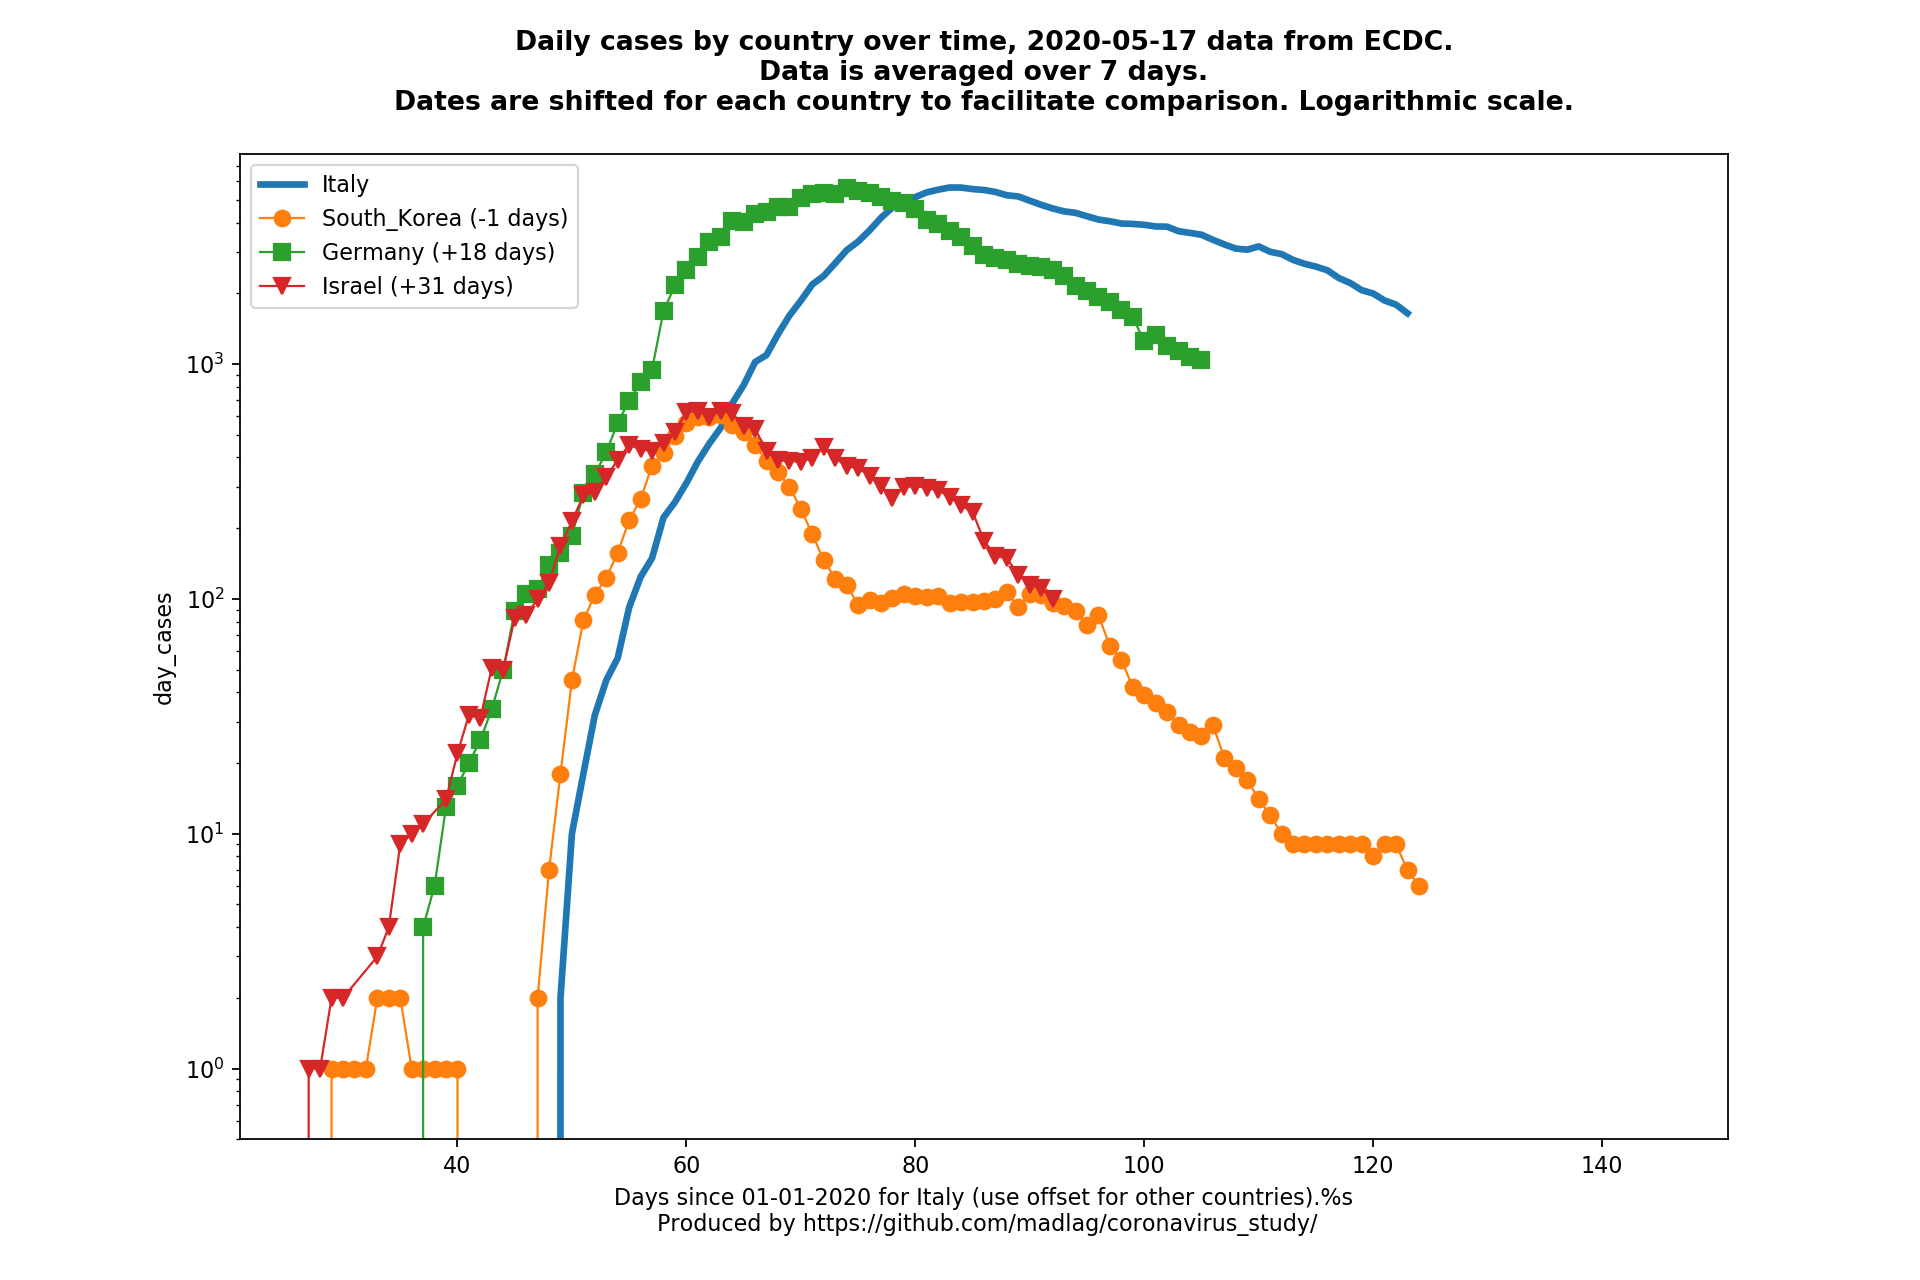 Daily cases by country over time, 2020-05-17 data from ECDC.
Data is averaged over 7 days.
Dates are shifted for each country to facilitate comparison. Logarithmic scale.
Italy
South_Korea (-1 days)
Germany (+18 days)
Israel (+31 days)
day_cases
10³
10²
10¹
10⁰
40 60 80 100 120 140
Days since 01-01-2020 for Italy (use offset for other countries).%s
Produced by https://github.com/madlag/coronavirus_study/